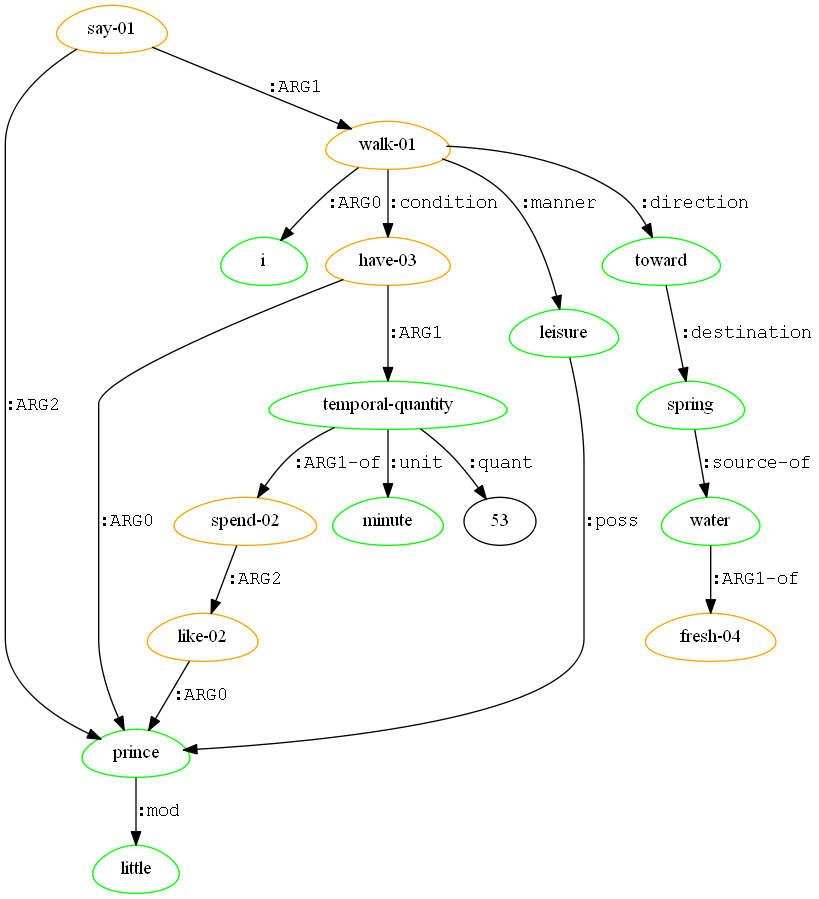 say-01
:ARG1
walk-01
:ARG0
:condition
:manner
:direction
i
have-03
toward
:ARG1
leisure
:destination
:ARG2
temporal-quantity
spring
:ARG1-of
:unit
:quant
:source-of
:ARG0
spend-02
minute
53
:poss
water
:ARG2
:ARG1-of
like-02
fresh-04
:ARG0
prince
:mod
little